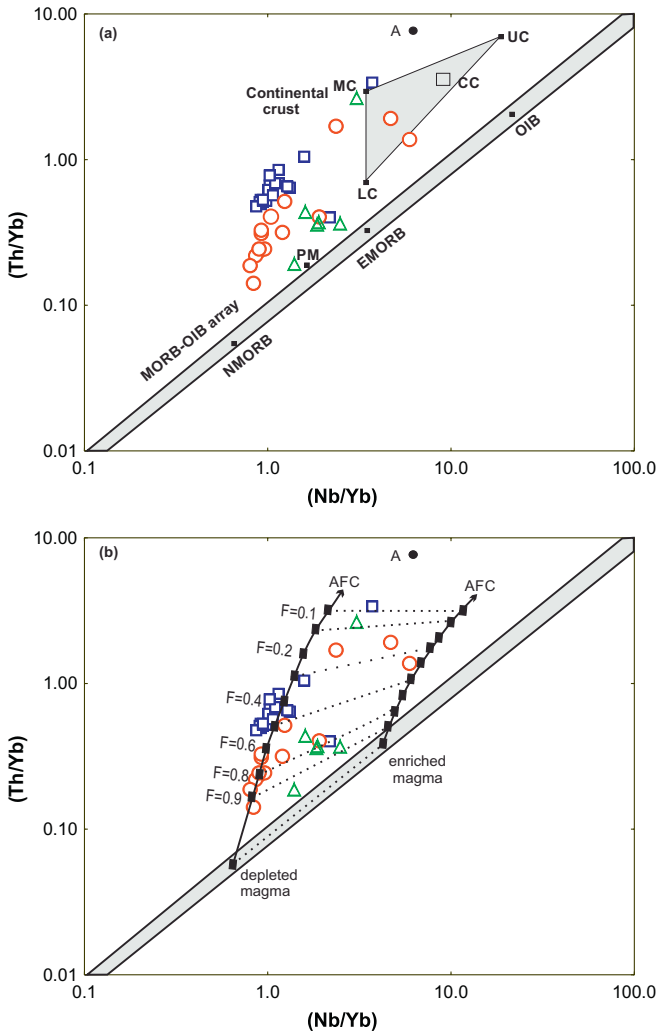 (a)
A
UC
MC
CC
Continental
crust
OIB
LC
PM
EMORB
MORB-OIB array
NMORB
(Th/Yb)
10.00
1.00
0.10
0.01
0.1
1.0
10.0
100.0
(Nb/Yb)
(b)
A
AFC
AFC
F=0.1
F=0.2
F=0.4
F=0.6
F=0.8
F=0.9
enriched
magma
depleted
magma
(Th/Yb)
10.00
1.00
0.10
0.01
0.1
1.0
10.0
100.0
(Nb/Yb)